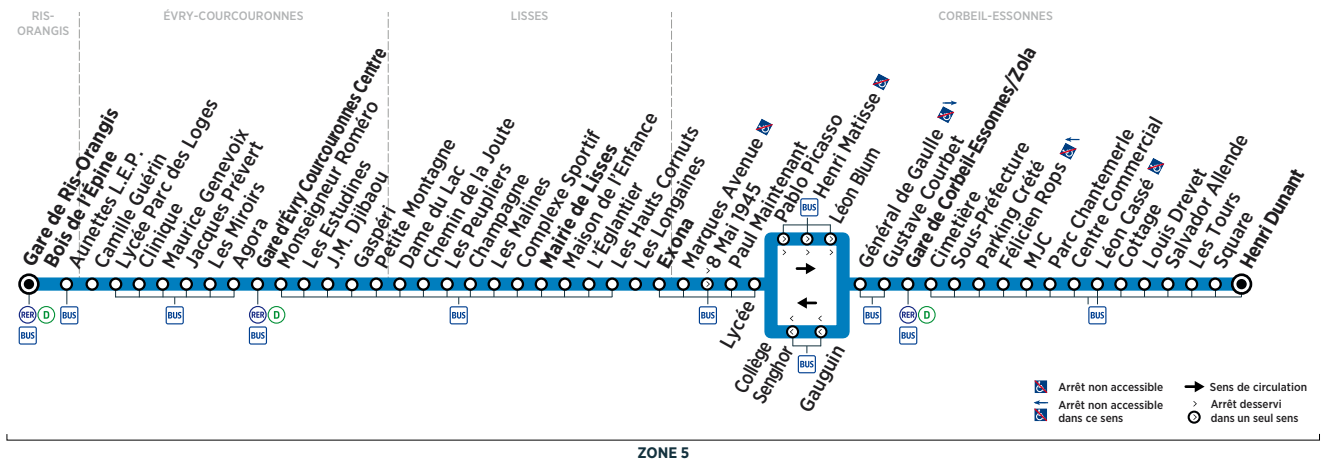 RIS-
ORANGIS
ÉVRY-COURCOURONNES
LISSES
CORBEIL-ESSONNES
Gare de Ris-Orangis
Bois de l'Epine
Aunettes L.E.P.
Camille Guérin
Lycée Parc des Loges
Clinique
Maurice Genevoix
Jacques Prévert
Les Miroirs
Agora
Gare d'Évry Courcouronnes Centre
Monseigneur Roméro
Les Estudines
J.M. Djibaou
Gaspéri
Petite Montagne
Dame du Lac
Chemin de la Joute
Les Peupliers
Champagne
Les Malines
Complexe Sportif
Mairie de Lisses
Maison de l'Enfance
L'Églantier
Les Hauts Cornuts
Les Longaines
Exona
Marques Avenue
8 Mai 1945
Paul Maintenant
Lycée
Pablo Picasso
Henri Matisse
Léon Blum
Collège
Senghor
Gauguin
Général de Gaulle
Gustave Courbet
Gare de Corbeil-Essonnes/Zola
Cimetière
Sous-Préfecture
Parking Crété
Félicien Rops
MJC
Parc Chantemerle
Centre Commercial
Léon Cassé
Cottage
Louis Drevet
Salvador Allende
Les Tours
Square
Henri Dunant
RER D
BUS
BUS
BUS
RER D
BUS
BUS
BUS
BUS
BUS
BUS
RER D
BUS
BUS
Arrêt non accessible
Arrêt non accessible
dans ce sens
Sens de circulation
Arrêt desservi
dans un seul sens
ZONE 5